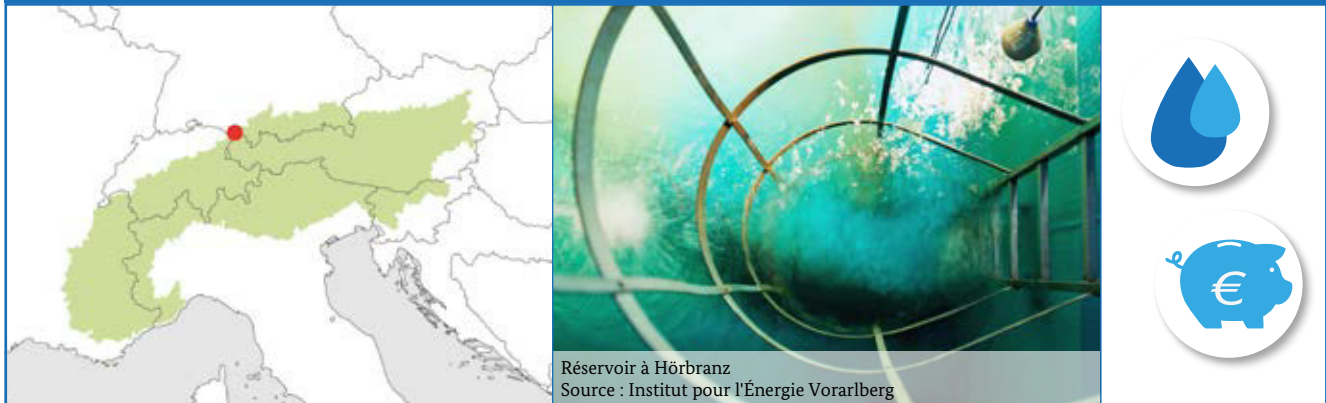 Réservoir à Hörbranz
Source : Institut pour l'Énergie Vorarlberg
€